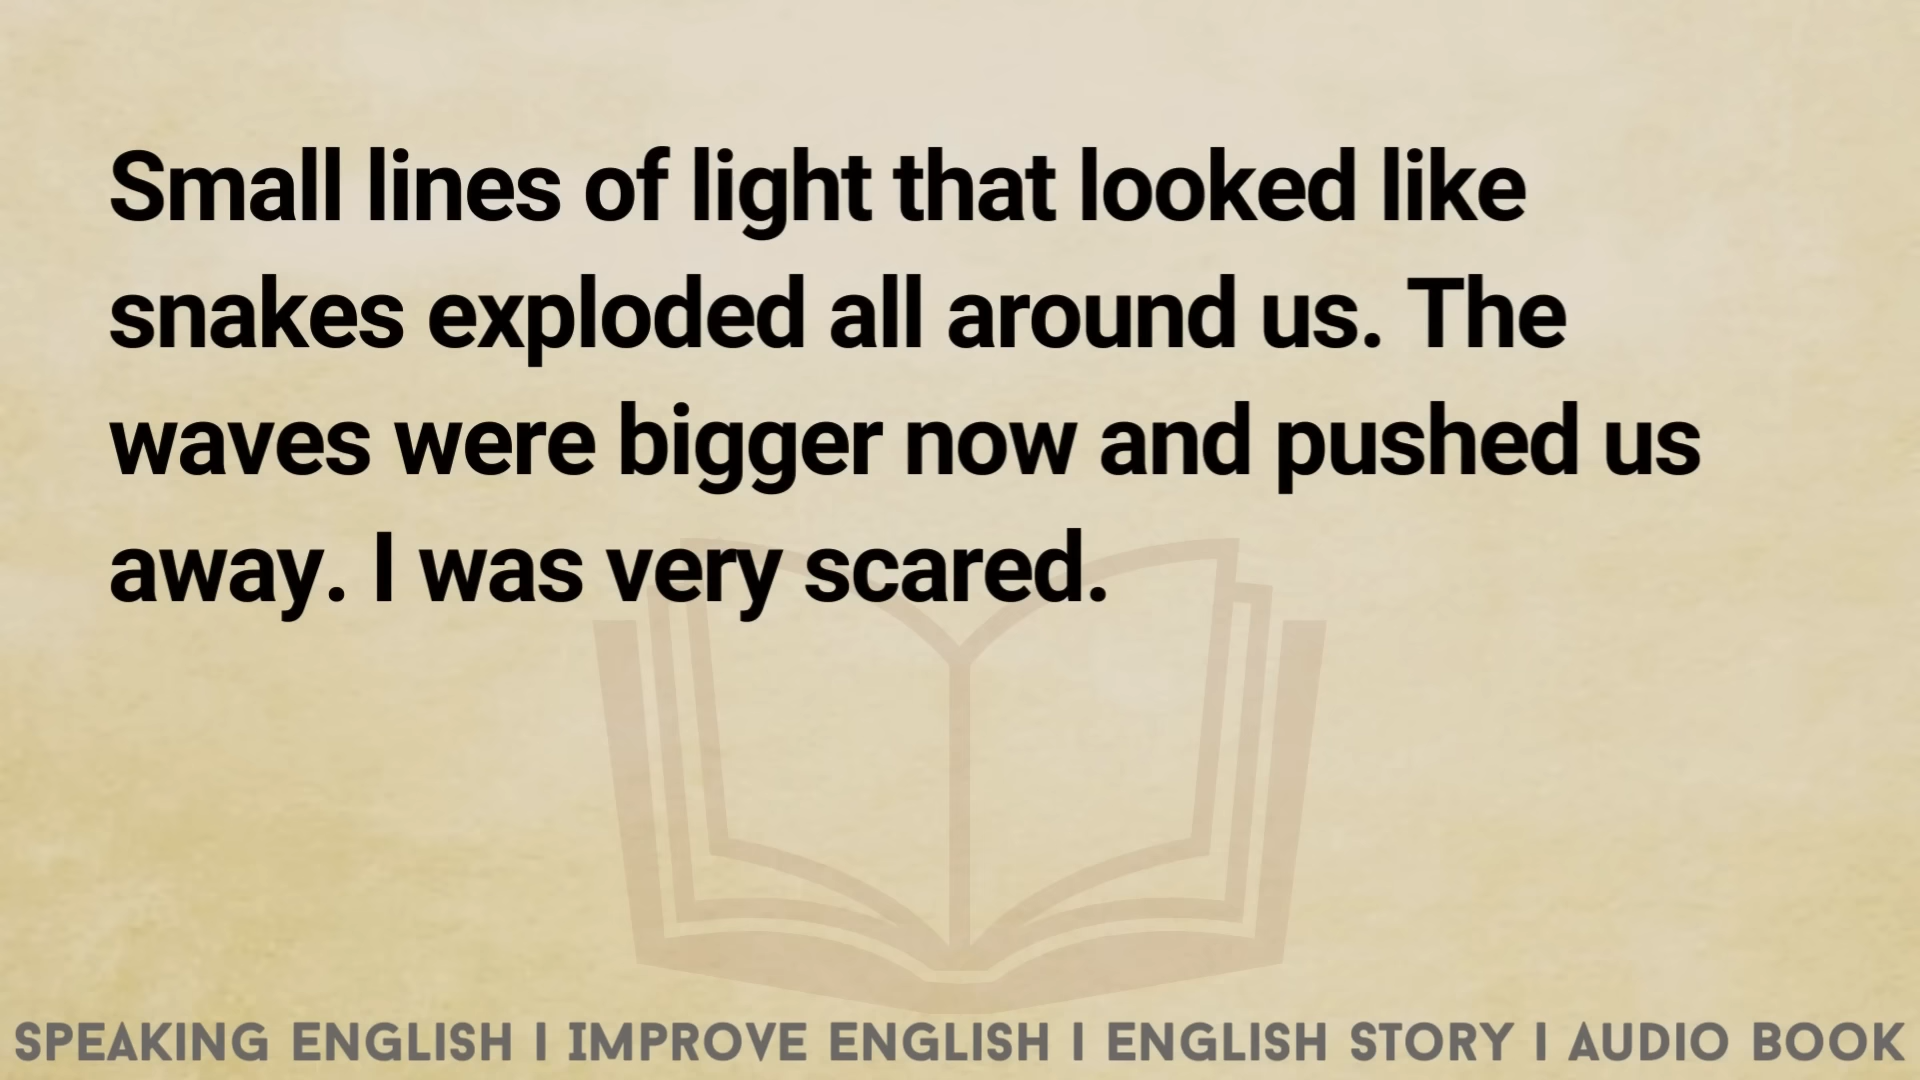 Small lines of light that looked like
snakes exploded all around us. The
waves were bigger now and pushed us
away. I was very scared.
SPEAKING ENGLISH I IMPROVE ENGLISH I ENGLISH STORY I AUDIO BOOK